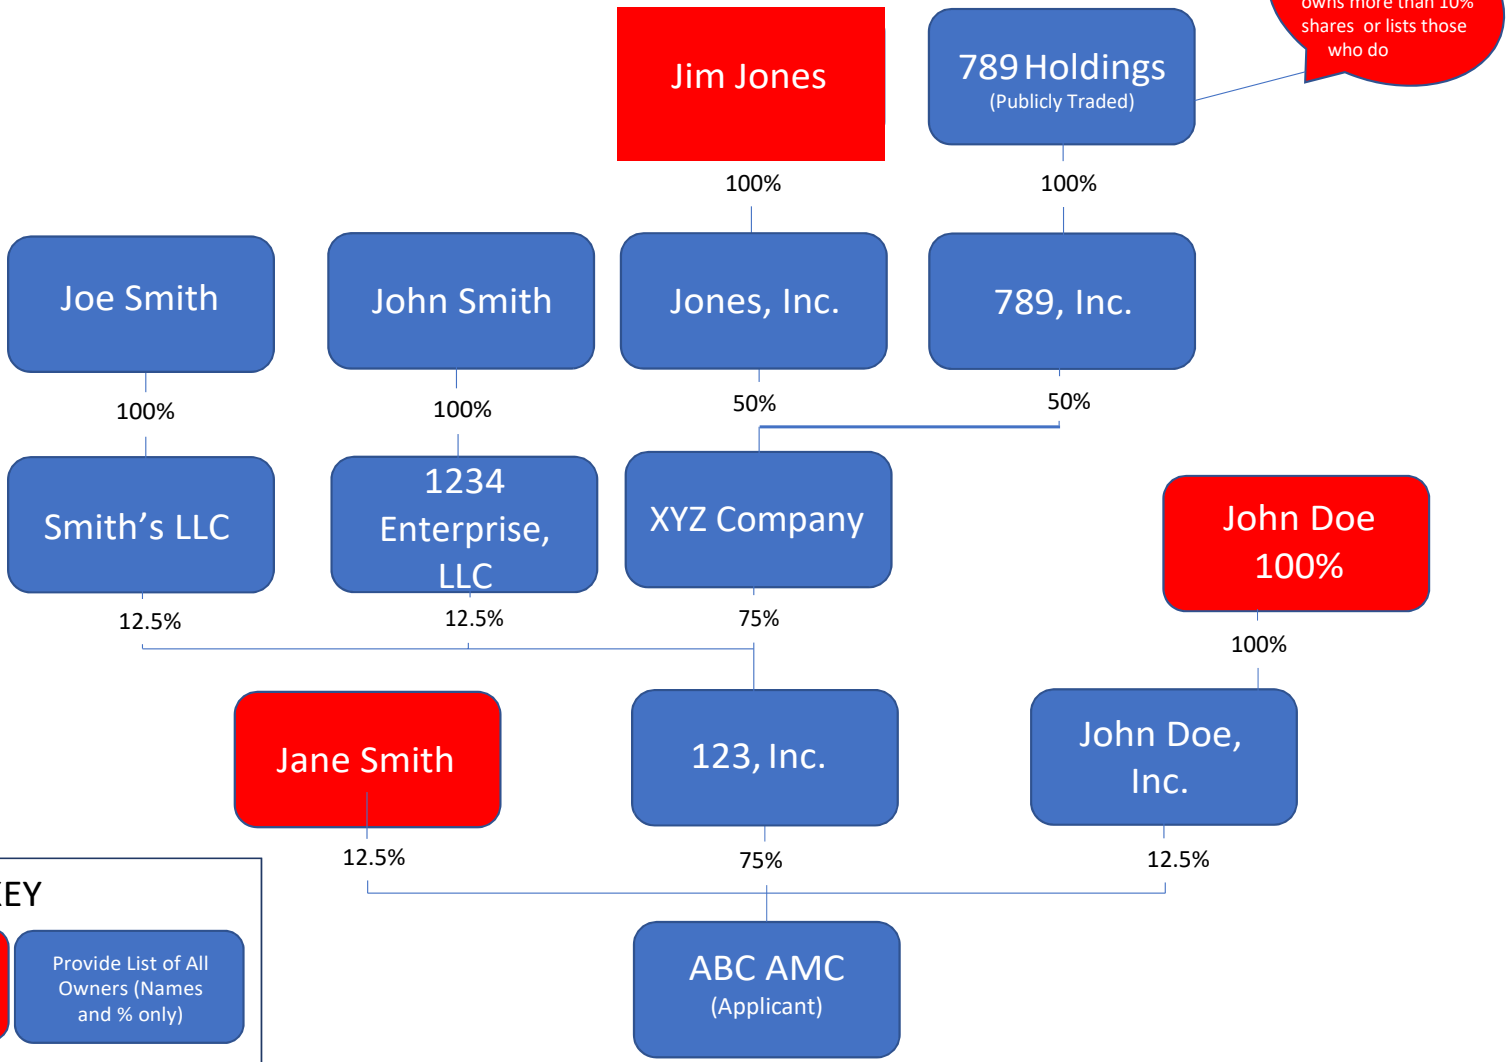 owns more than 10%
shares or lists those
who do
Jim Jones
789 Holdings
(Publicly Traded)
100%
100%
Joe Smith
John Smith
Jones, Inc.
789, Inc.
100%
100%
50%
50%
Smith’s LLC
1234
Enterprise,
LLC
XYZ Company
John Doe
100%
12.5%
12.5%
75%
100%
Jane Smith
123, Inc.
John Doe,
Inc.
12.5%
75%
12.5%
KEY
Provide List of All
Owners (Names
and % only)
ABC AMC
(Applicant)